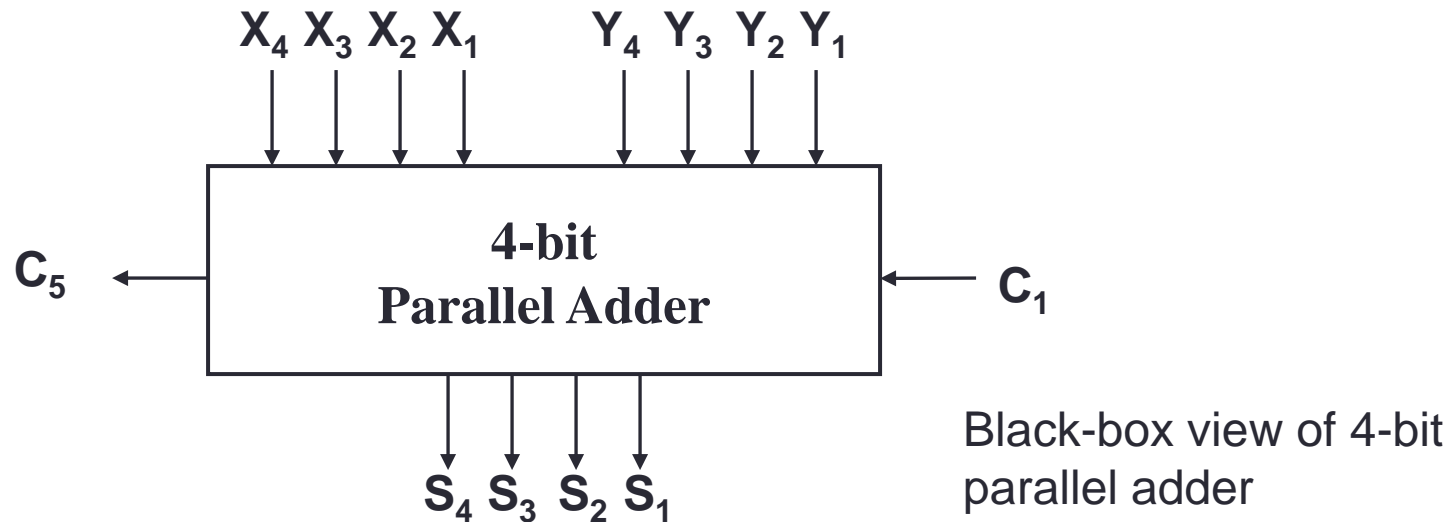 X₄ X₃ X₂ X₁ Y₄ Y₃ Y₂ Y₁
4-bit
Parallel Adder
C₅
C₁
S₄ S₃ S₂ S₁
Black-box view of 4-bit
parallel adder